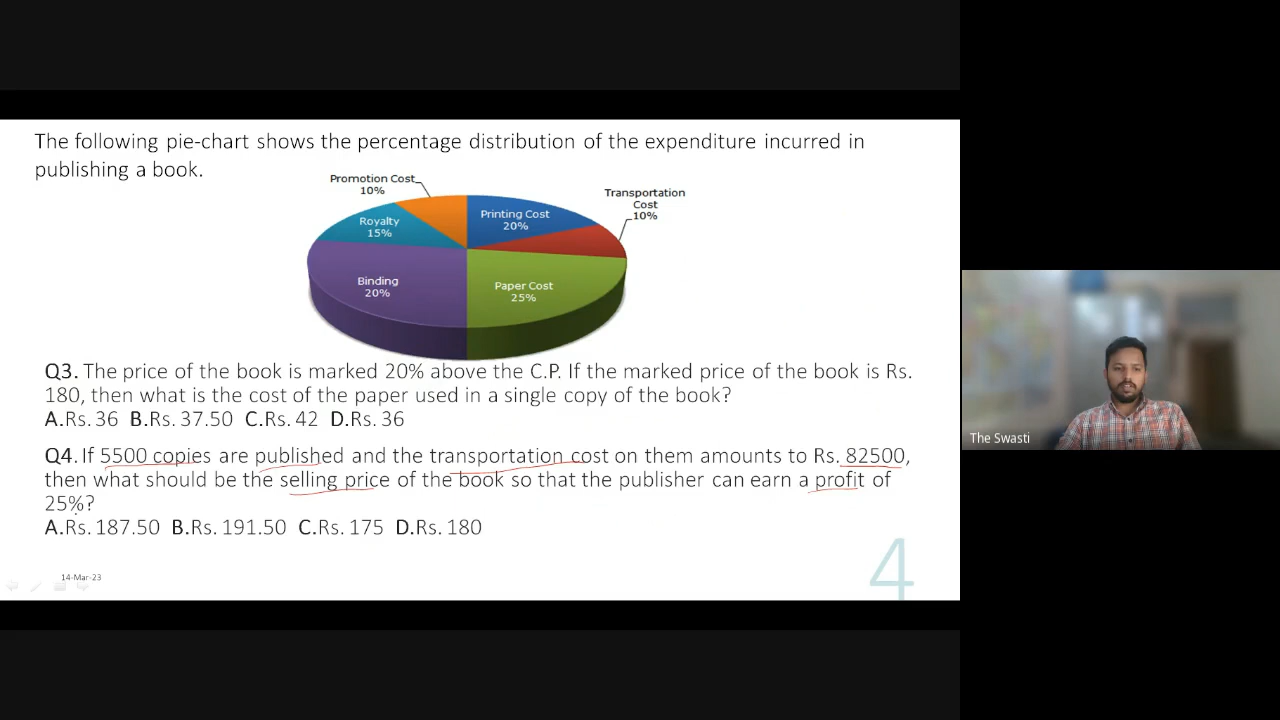 The following pie-chart shows the percentage distribution of the expenditure incurred in
publishing a book.
Promotion Cost
10%
Transportation
Cost
10%
Printing Cost
20%
Royalty
15%
Binding
20%
Paper Cost
25%
Q3. The price of the book is marked 20% above the C.P. If the marked price of the book is Rs.
180, then what is the cost of the paper used in a single copy of the book?
A.Rs. 36 B.Rs. 37.50 C.Rs. 42 D.Rs. 36
Q4. If 5500 copies are published and the transportation cost on them amounts to Rs. 82500,
then what should be the selling price of the book so that the publisher can earn a profit of
25%?
A.Rs. 187.50 B.Rs. 191.50 C.Rs. 175 D.Rs. 180
14-Mar-23
4
The Swasti